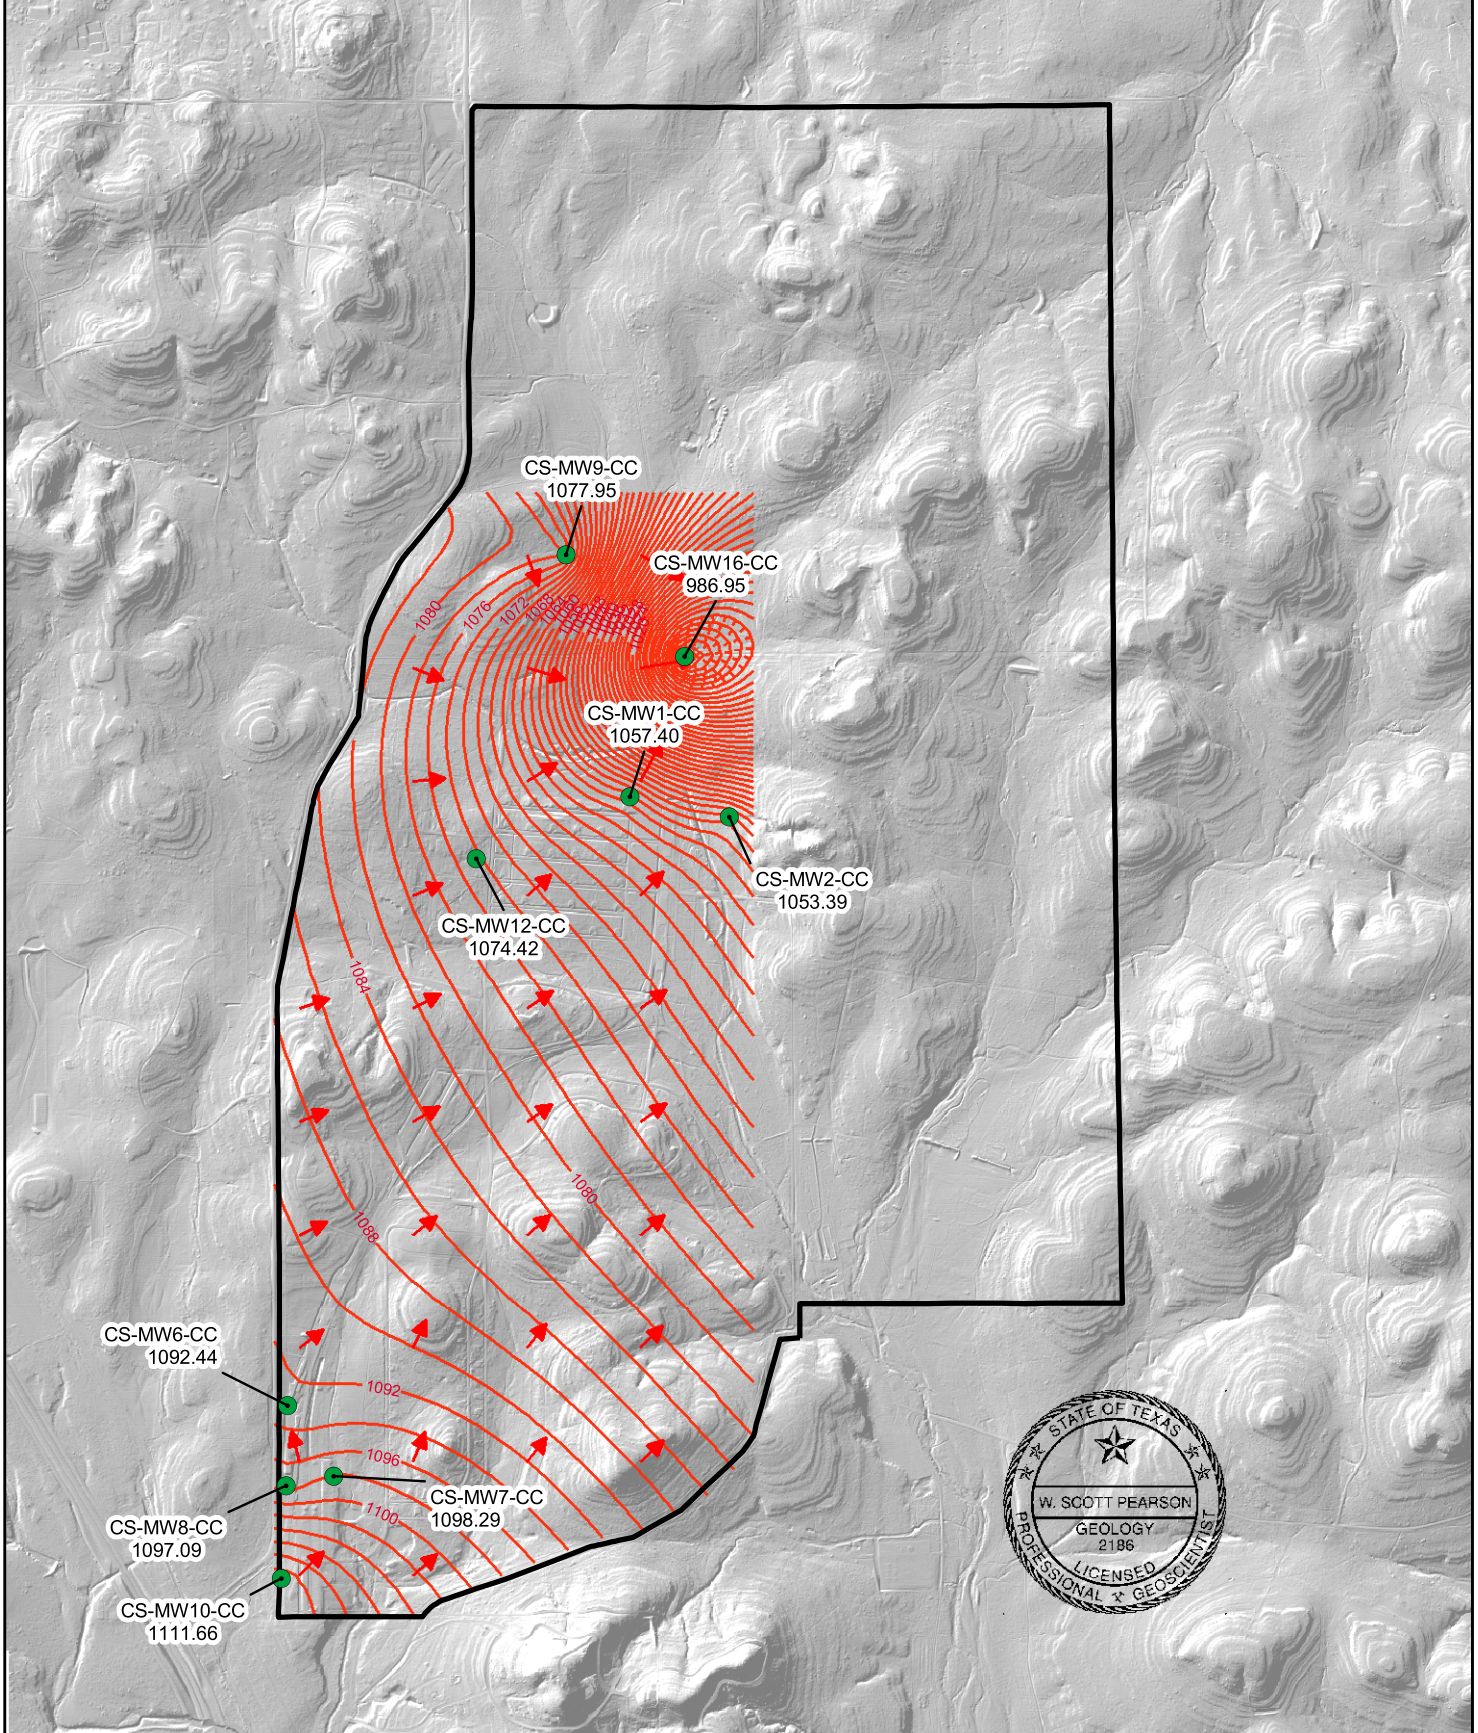 CS-MW9-CC
1077.95
CS-MW16-CC
986.95
1080
1076
1072
1068
CS-MW1-CC
1057.40
CS-MW2-CC
1053.39
CS-MW12-CC
1074.42
1084
1080
1088
CS-MW6-CC
1092.44
1092
1096
CS-MW7-CC
1098.29
1100
CS-MW8-CC
1097.09
CS-MW10-CC
1111.66
STATE OF TEXAS
W. SCOTT PEARSON
GEOLOGY
2186
LICENSED
PROFESSIONAL GEOSCIENTIST